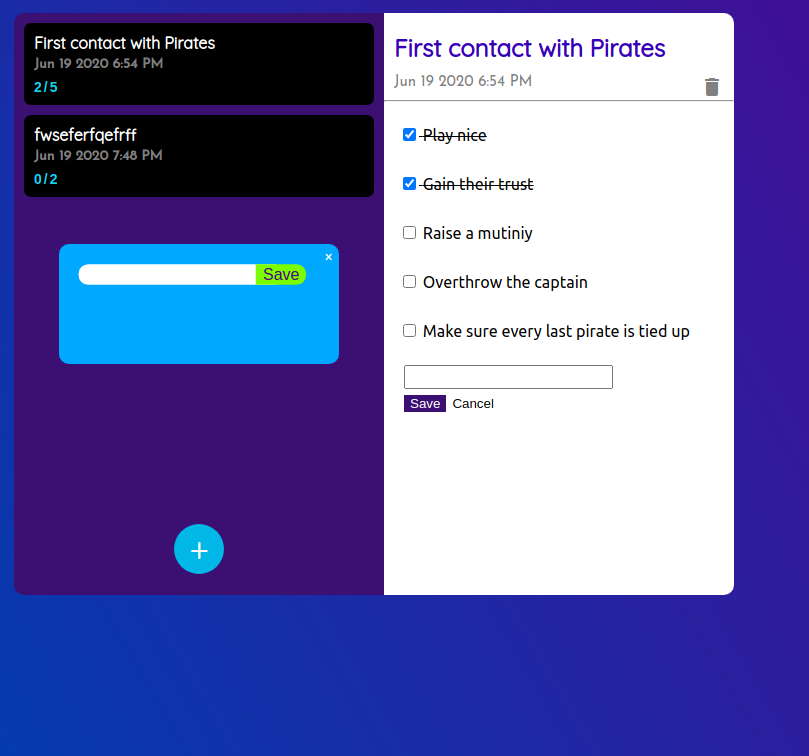 First contact with Pirates
Jun 19 2020 6:54 PM
2/5
fwseferfqefrff
Jun 19 2020 7:48 PM
0/2
×
Save
+
First contact with Pirates
Jun 19 2020 6:54 PM
Play nice
Gain their trust
Raise a mutiniy
Overthrow the captain
Make sure every last pirate is tied up
Save Cancel